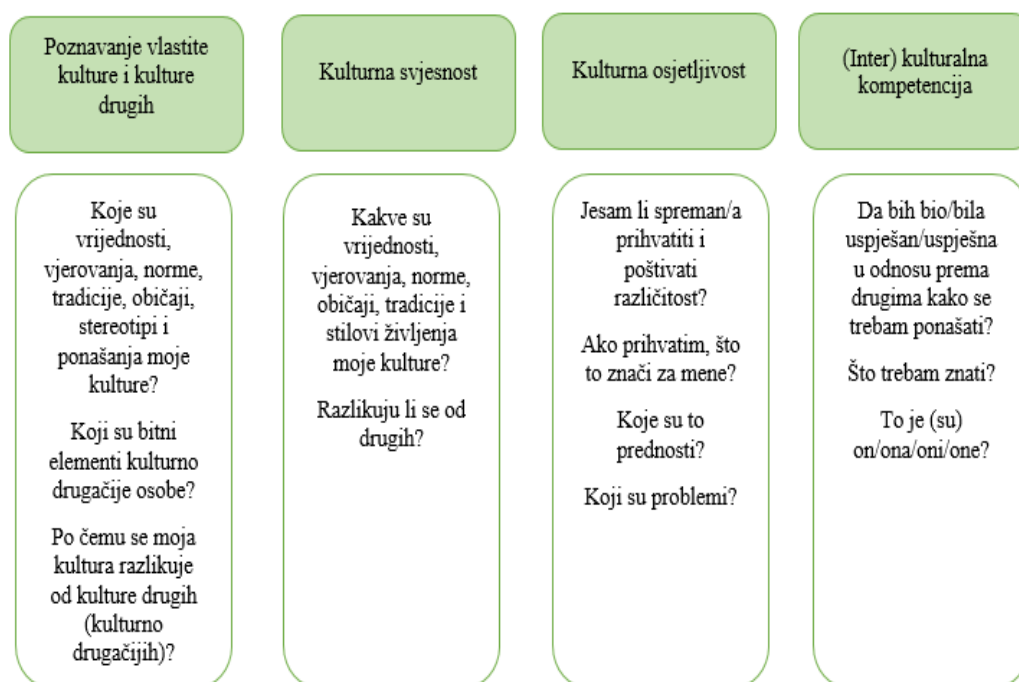 Poznavanje vlastite
kulture i kulture
drugih
Kulturna svjesnost
Kulturna osjetljivost
(Inter) kulturalna
kompetencija
Koje su
vrijednosti,
vjerovanja, norme,
tradicije, običaji,
stereotipi i
ponašanja moje
kulture?
Koji su bitni
elementi kulturno
drugačije osobe?
Po čemu se moja
kultura razlikuje
od kulture drugih
(kulturno
drugačijih)?
Kakve su
vrijednosti,
vjerovanja, norme,
običaji, tradicije i
stilovi življenja
moje kulture?
Razlikuju li se od
drugih?
Jesam li spreman/a
prihvatiti i
poštivati
različitost?
Ako prihvatim, što
to znači za mene?
Koje su to
prednosti?
Koji su problemi?
Da bih bio/bila
uspješan/uspješna
u odnosu prema
drugima kako se
trebam ponašati?
Što trebam znati?
To je (su)
on/ona/oni/one?